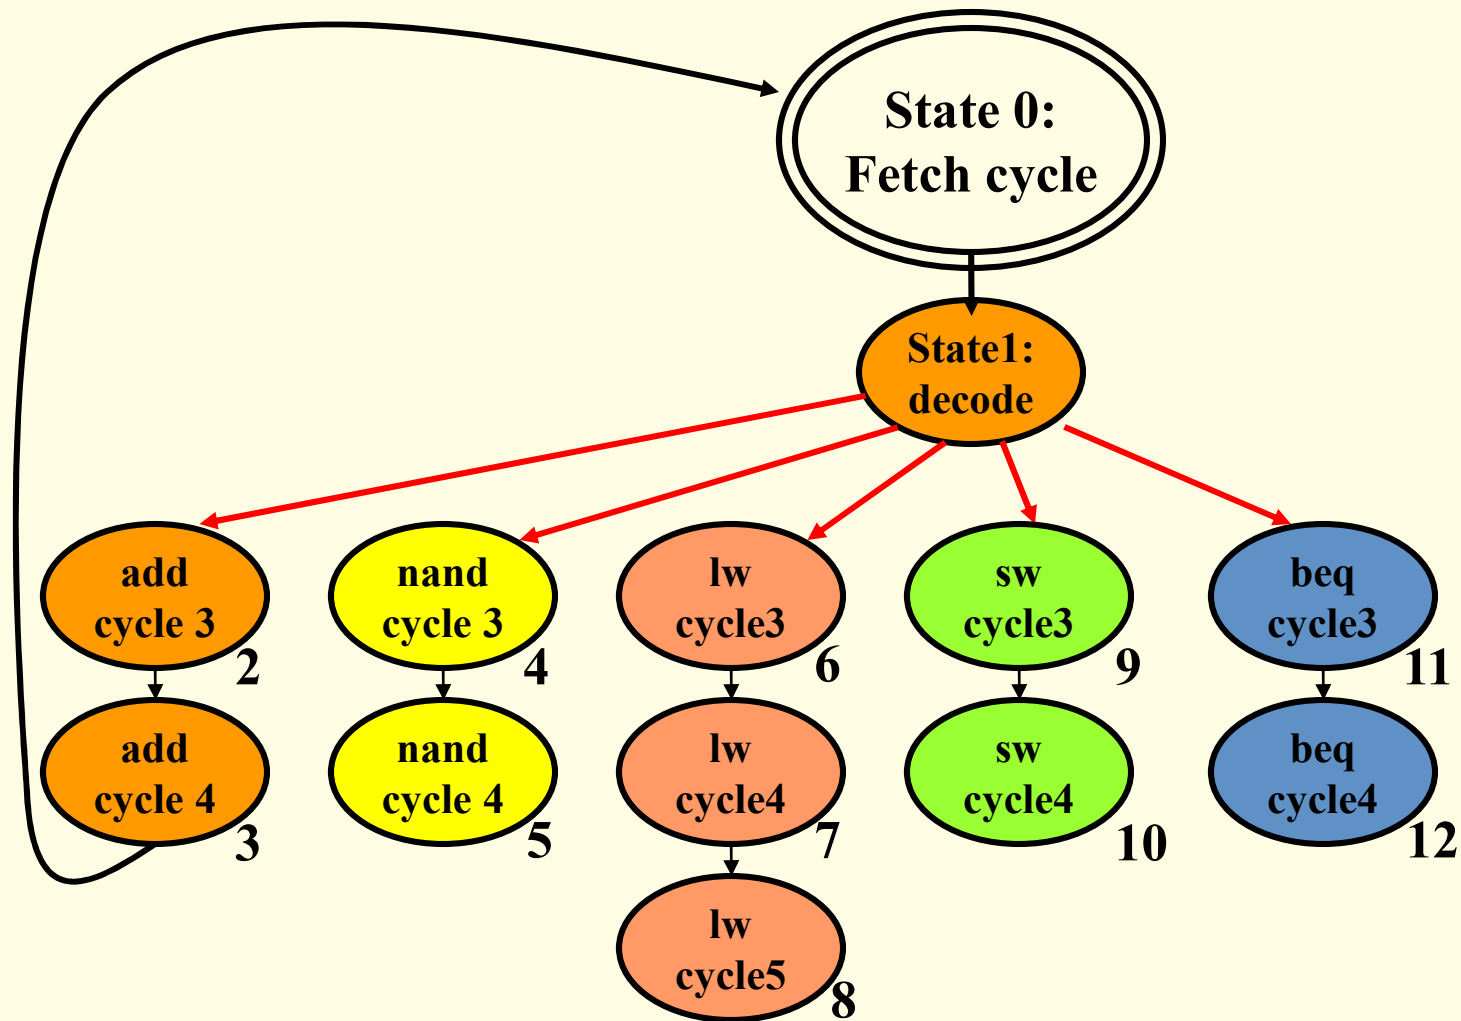 State 0:
Fetch cycle
State1:
decode
add
cycle 3
2
nand
cycle 3
4
lw
cycle3
6
sw
cycle3
9
beq
cycle3
11
add
cycle 4
3
nand
cycle 4
5
lw
cycle4
7
sw
cycle4
10
beq
cycle4
12
lw
cycle5
8